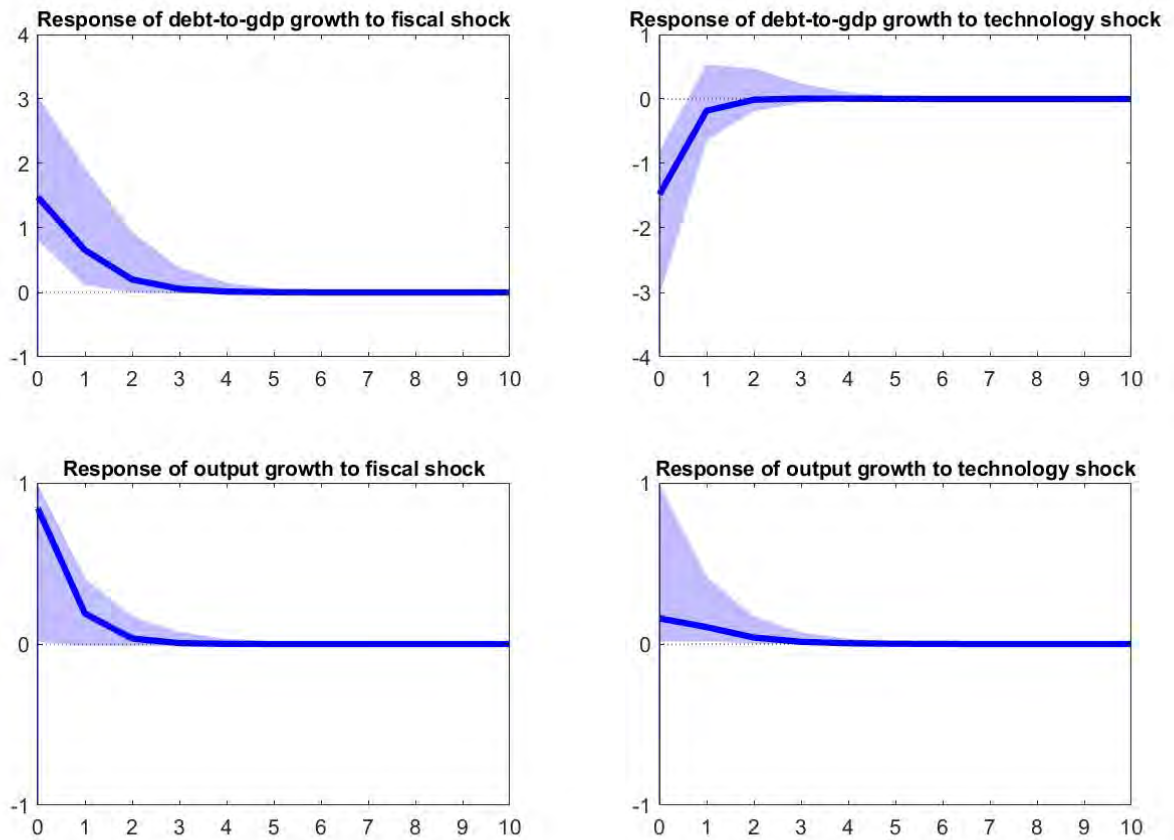 Response of debt-to-gdp growth to fiscal shock
4
3
2
1
0
-1
0 1 2 3 4 5 6 7 8 9 10
Response of debt-to-gdp growth to technology shock
1
0
-1
-2
-3
-4
0 1 2 3 4 5 6 7 8 9 10
Response of output growth to fiscal shock
1
0
-1
0 1 2 3 4 5 6 7 8 9 10
Response of output growth to technology shock
1
0
-1
0 1 2 3 4 5 6 7 8 9 10